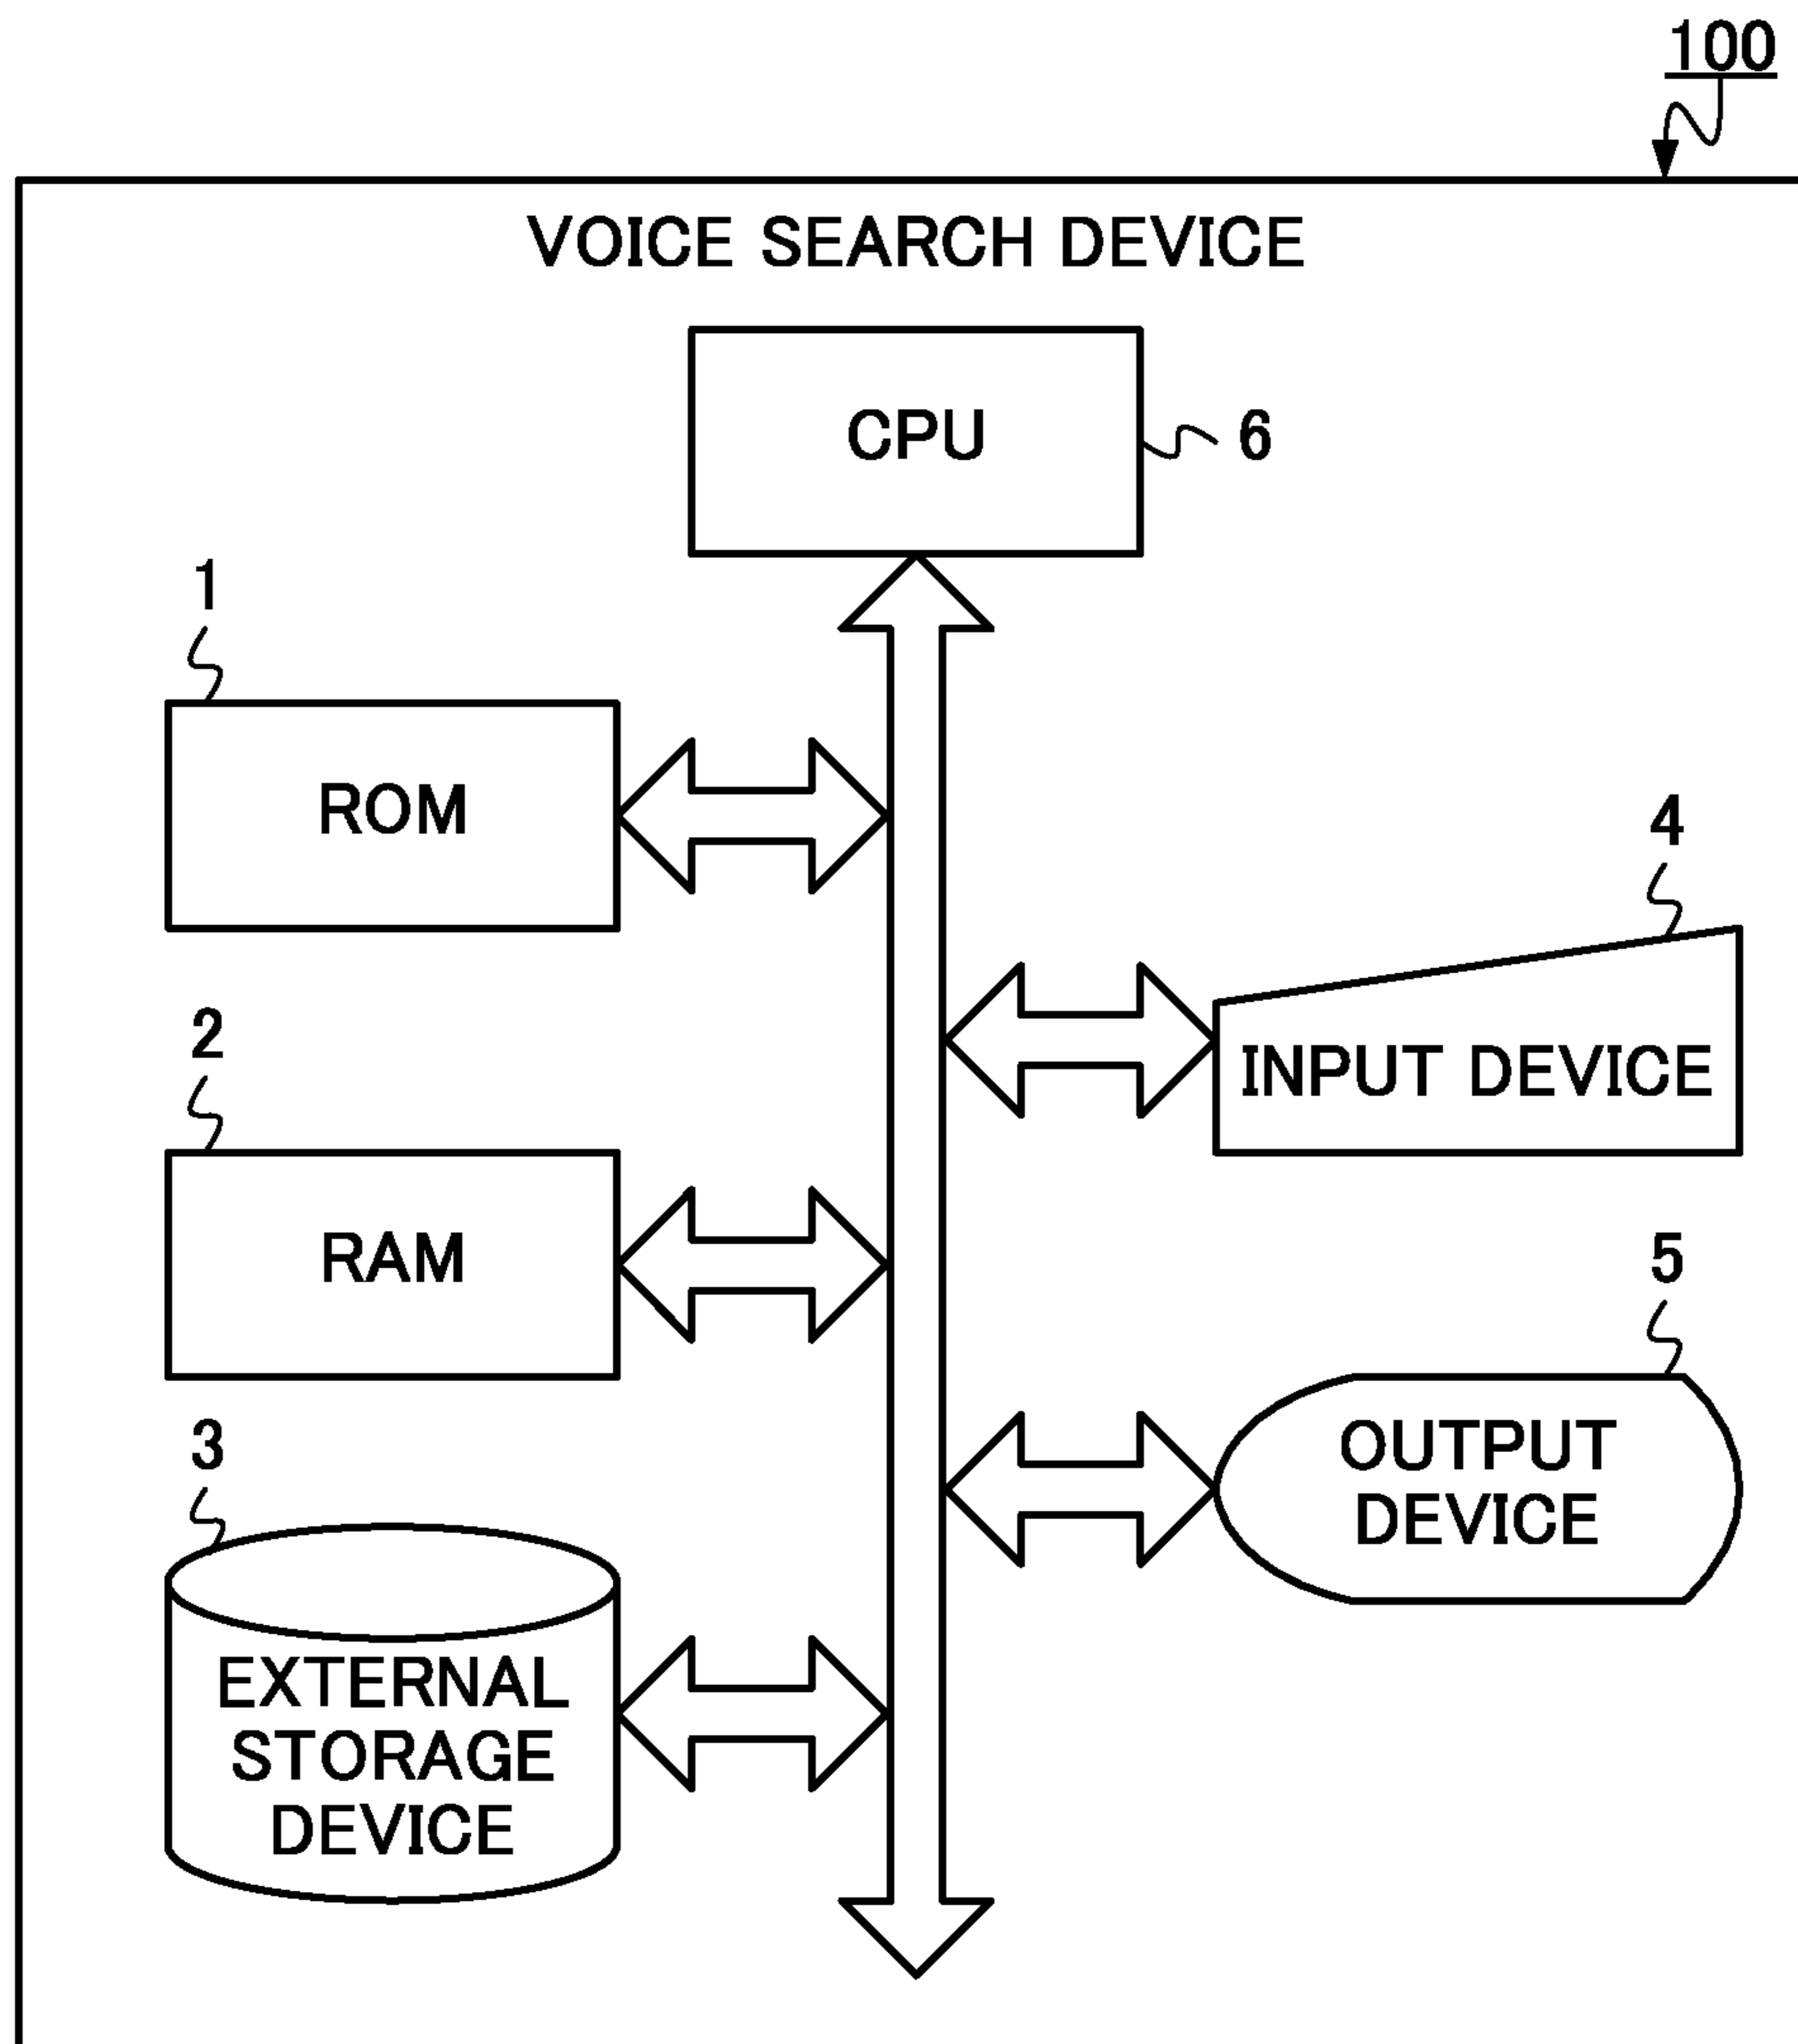 100
VOICE SEARCH DEVICE
CPU
6
1
ROM
4
INPUT DEVICE
2
RAM
5
OUTPUT
DEVICE
3
EXTERNAL
STORAGE
DEVICE